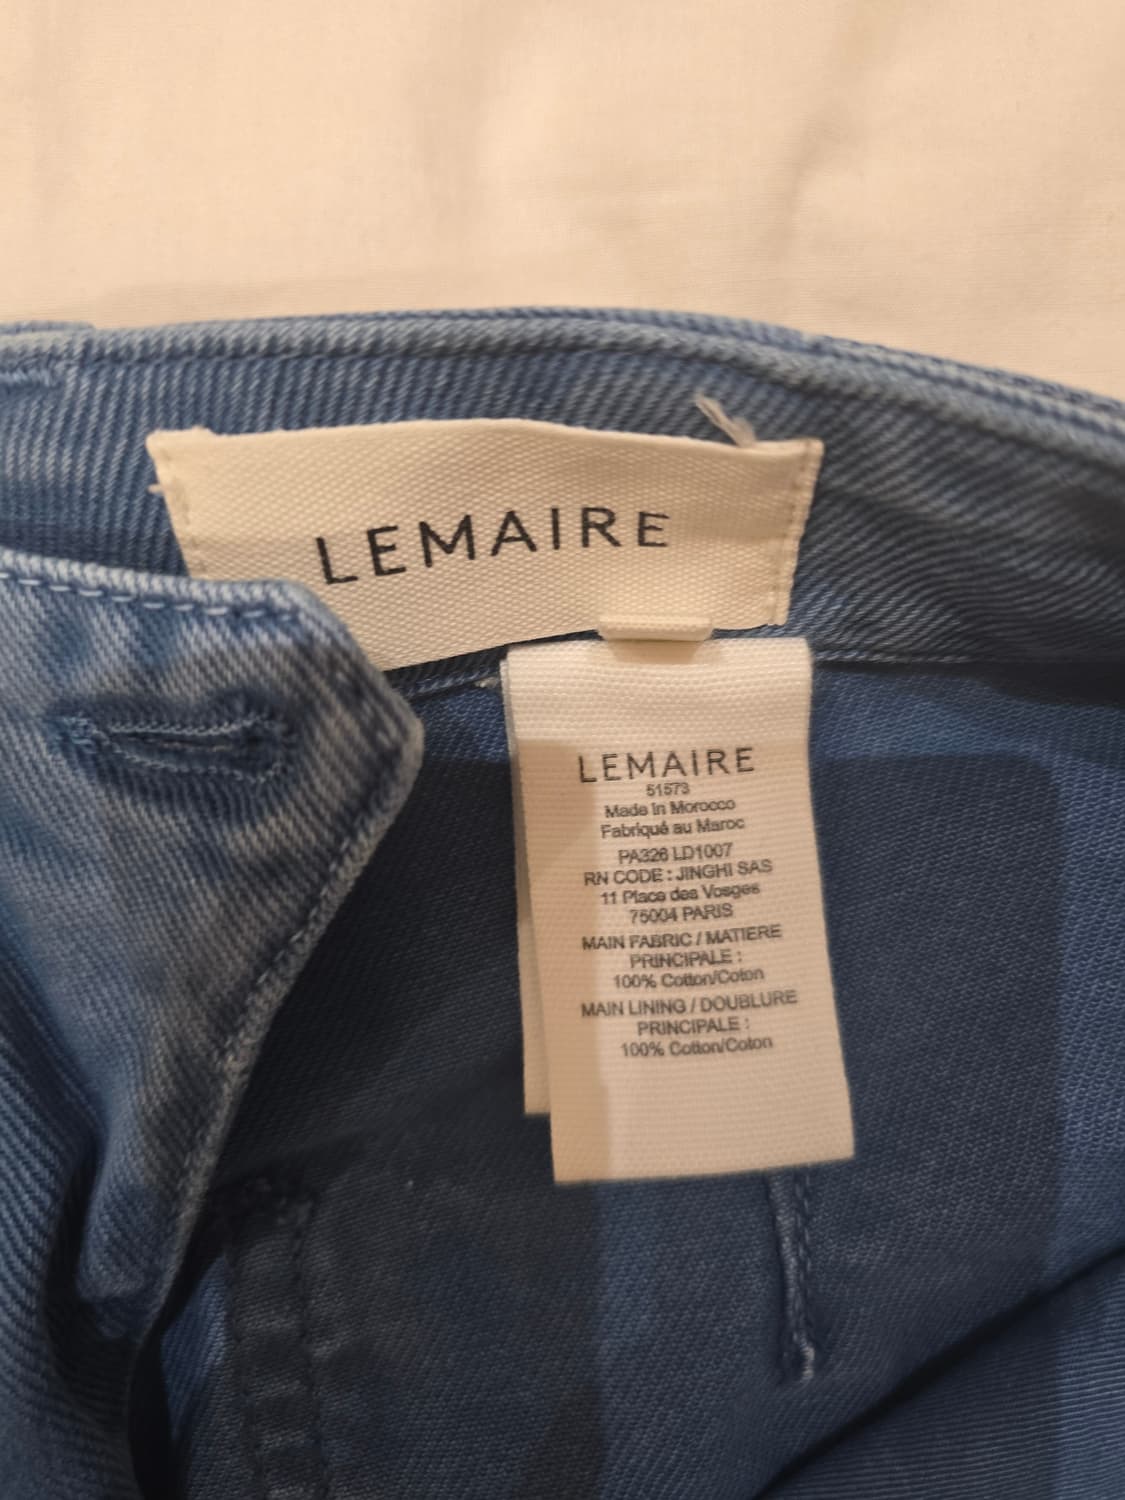 LEMAIRE
LEMAIRE
51573
Made in Morocco
Fabriqué au Maroc
PA326 LD1007
RN CODE : JINGHI SAS
11 Place des Vosges
75004 PARIS
MAIN FABRIC / MATIERE
PRINCIPALE :
100% Cotton/Coton
MAIN LINING / DOUBLURE
PRINCIPALE :
100% Cotton/Coton